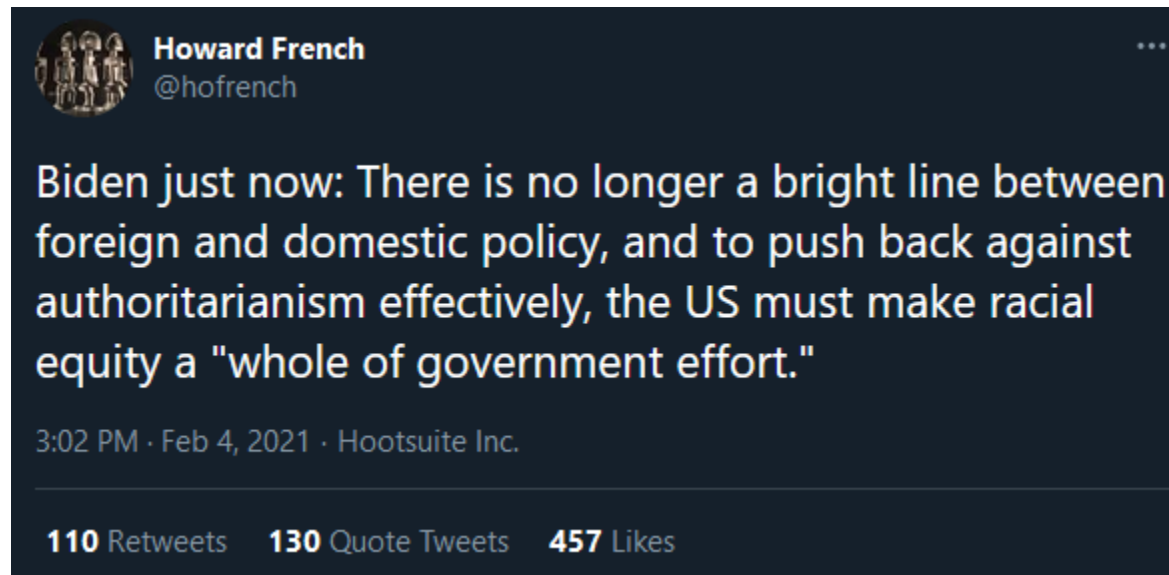 Howard French
@hofrench
Biden just now: There is no longer a bright line between
foreign and domestic policy, and to push back against
authoritarianism effectively, the US must make racial
equity a "whole of government effort."
3:02 PM · Feb 4, 2021 · Hootsuite Inc.
110 Retweets 130 Quote Tweets 457 Likes